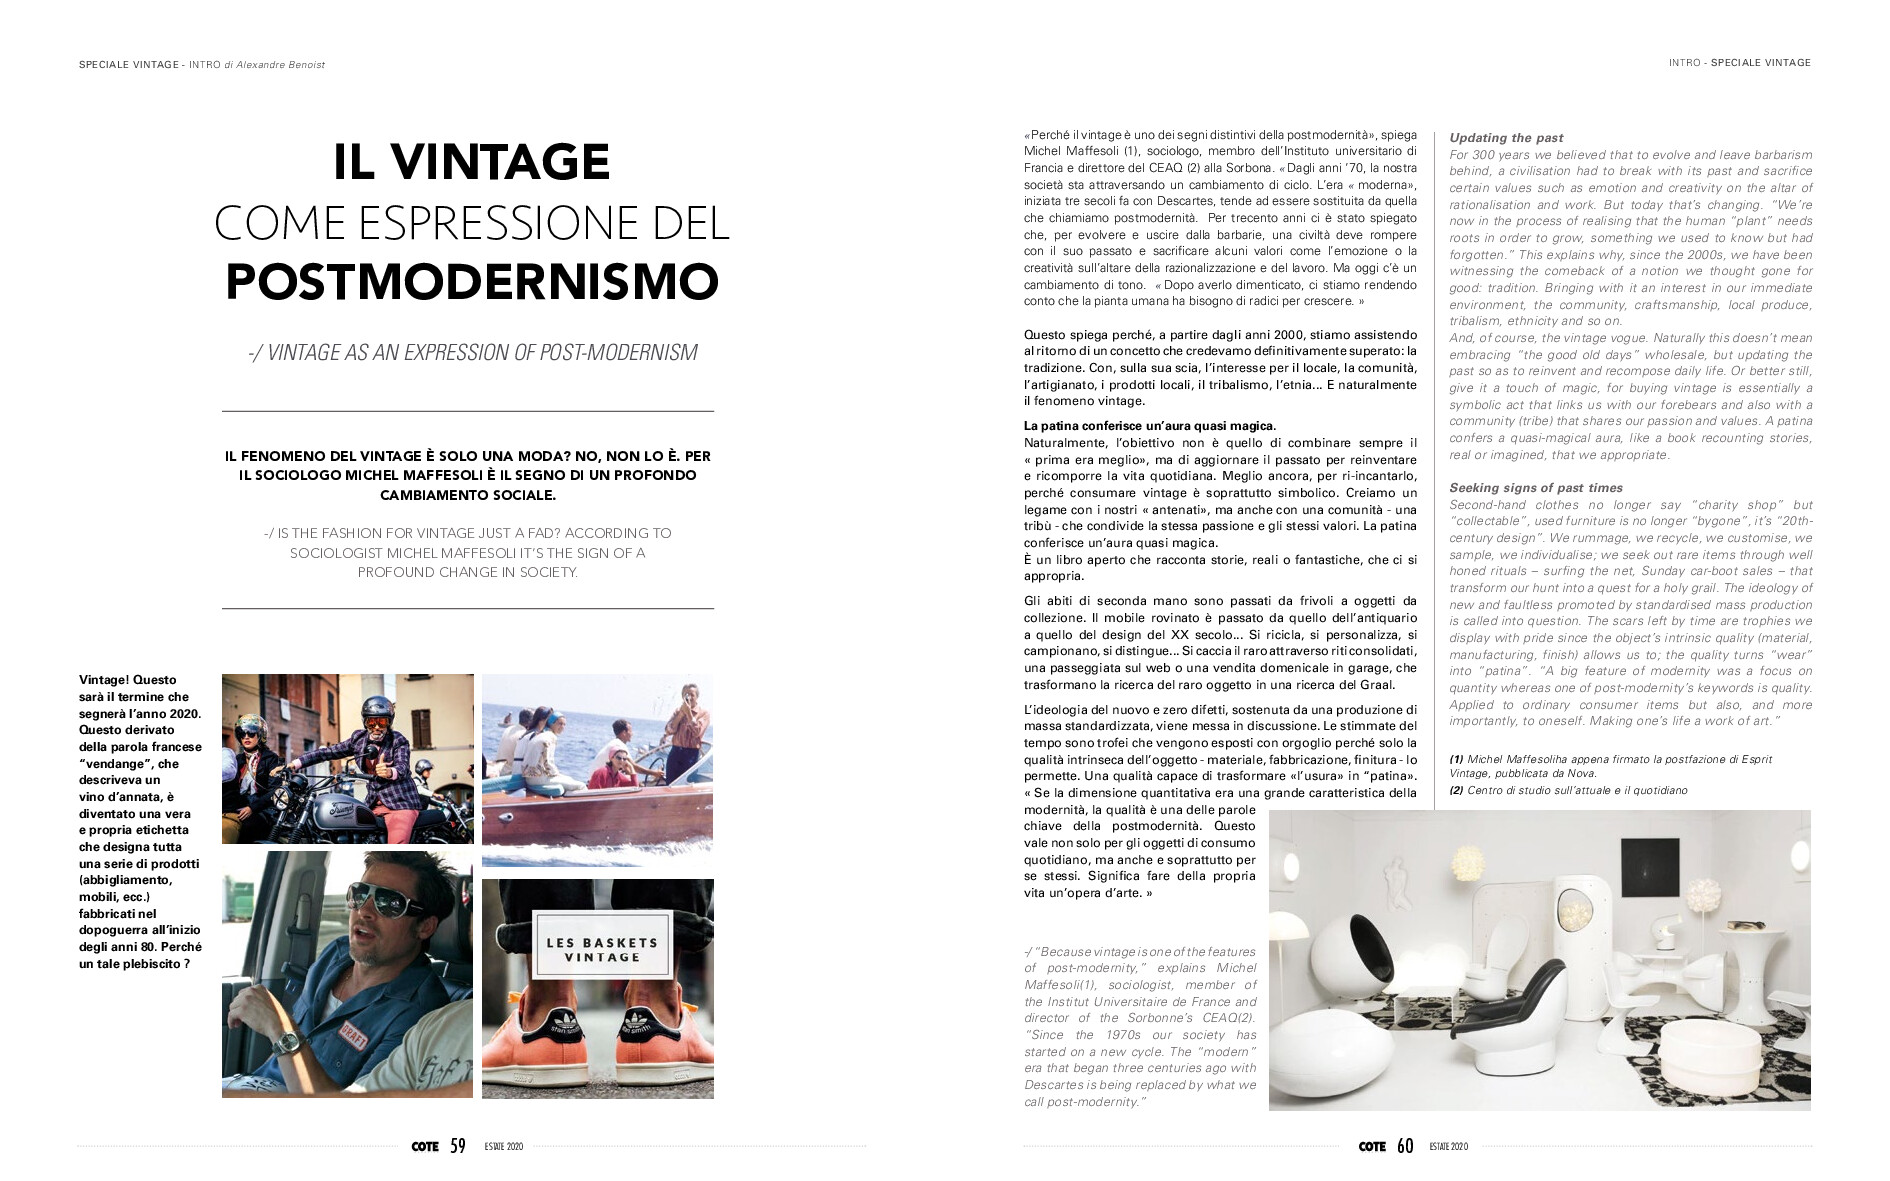 SPECIALE VINTAGE - INTRO di Alexandre Benoist
IL VINTAGE
COME ESPRESSIONE DEL
POSTMODERNISMO
-/ VINTAGE AS AN EXPRESSION OF POST-MODERNISM
IL FENOMENO DEL VINTAGE È SOLO UNA MODA? NO, NON LO È. PER
IL SOCIOLOGO MICHEL MAFFESOLI È IL SEGNO DI UN PROFONDO
CAMBIAMENTO SOCIALE.
-/ IS THE FASHION FOR VINTAGE JUST A FAD? ACCORDING TO
SOCIOLOGIST MICHEL MAFFESOLI IT'S THE SIGN OF A
PROFOUND CHANGE IN SOCIETY.
Vintage! Questo
sarà il termine che
segnerà l'anno 2020.
Questo derivato
della parola francese
"vendange", che
descriveva un
vino d'annata, è
diventato una vera
e propria etichetta
che designa tutta
una serie di prodotti
(abbigliamento,
mobili, ecc.)
fabbricati nel
dopoguerra all'inizio
degli anni 80. Perché
un tale plebiscito ?
Triumph
DRAFT
LES BASKETS
VINTAGE
stan smith
stan smith
COTE 59 ESTATE 2020
INTRO - SPECIALE VINTAGE
«Perché il vintage è uno dei segni distintivi della postmodernità», spiega
Michel Maffesoli (1), sociologo, membro dell'Instituto universitario di
Francia e direttore del CEAQ (2) alla Sorbona. «Dagli anni '70, la nostra
società sta attraversando un cambiamento di ciclo. L'era « moderna»,
iniziata tre secoli fa con Descartes, tende ad essere sostituita da quella
che chiamiamo postmodernità. Per trecento anni ci è stato spiegato
che, per evolvere e uscire dalla barbarie, una civiltà deve rompere
con il suo passato e sacrificare alcuni valori come l'emozione o la
creatività sull'altare della razionalizzazione e del lavoro. Ma oggi c'è un
cambiamento di tono. «Dopo averlo dimenticato, ci stiamo rendendo
conto che la pianta umana ha bisogno di radici per crescere. »
Questo spiega perché, a partire dagli anni 2000, stiamo assistendo
al ritorno di un concetto che credevamo definitivamente superato: la
tradizione. Con, sulla sua scia, l'interesse per il locale, la comunità,
l'artigianato, i prodotti locali, il tribalismo, l'etnia... E naturalmente
il fenomeno vintage.
La patina conferisce un'aura quasi magica.
Naturalmente, l'obiettivo non è quello di combinare sempre il
« prima era meglio», ma di aggiornare il passato per reinventare
e ricomporre la vita quotidiana. Meglio ancora, per ri-incantarlo,
perché consumare vintage è soprattutto simbolico. Creiamo un
legame con i nostri « antenati», ma anche con una comunità - una
tribù - che condivide la stessa passione e gli stessi valori. La patina
conferisce un'aura quasi magica.
È un libro aperto che racconta storie, reali o fantastiche, che ci si
appropria.
Gli abiti di seconda mano sono passati da frivoli a oggetti da
collezione. Il mobile rovinato è passato da quello dell'antiquario
a quello del design del XX secolo... Si ricicla, si personalizza, si
campionano, si distingue... Si caccia il raro attraverso riti consolidati,
una passeggiata sul web o una vendita domenicale in garage, che
trasformano la ricerca del raro oggetto in una ricerca del Graal.
L'ideologia del nuovo e zero difetti, sostenuta da una produzione di
massa standardizzata, viene messa in discussione. Le stimmate del
tempo sono trofei che vengono esposti con orgoglio perché solo la
qualità intrinseca dell'oggetto - materiale, fabbricazione, finitura - lo
permette. Una qualità capace di trasformare «l'usura» in "patina».
« Se la dimensione quantitativa era una grande caratteristica della
modernità, la qualità è una delle parole
chiave della postmodernità. Questo
vale non solo per gli oggetti di consumo
quotidiano, ma anche e soprattutto per
se stessi. Significa fare della propria
vita un'opera d'arte. »
-/ "Because vintage is one of the features
of post-modernity," explains Michel
Maffesoli(1), sociologist, member of
the Institut Universitaire de France and
director of the Sorbonne's CEAQ(2).
"Since the 1970s our society has
started on a new cycle. The "modern"
era that began three centuries ago with
Descartes is being replaced by what we
call post-modernity."
Updating the past
For 300 years we believed that to evolve and leave barbarism
behind, a civilisation had to break with its past and sacrifice
certain values such as emotion and creativity on the altar of
rationalisation and work. But today that's changing. "We're
now in the process of realising that the human "plant" needs
roots in order to grow, something we used to know but had
forgotten." This explains why, since the 2000s, we have been
witnessing the comeback of a notion we thought gone for
good: tradition. Bringing with it an interest in our immediate
environment, the community, craftsmanship, local produce,
tribalism, ethnicity and so on.
And, of course, the vintage vogue. Naturally this doesn't mean
embracing "the good old days" wholesale, but updating the
past so as to reinvent and recompose daily life. Or better still,
give it a touch of magic, for buying vintage is essentially a
symbolic act that links us with our forebears and also with a
community (tribe) that shares our passion and values. A patina
confers a quasi-magical aura, like a book recounting stories,
real or imagined, that we appropriate.
Seeking signs of past times
Second-hand clothes no longer say "charity shop" but
"collectable", used furniture is no longer "bygone", it's "20th-
century design". We rummage, we recycle, we customise, we
sample, we individualise; we seek out rare items through well
honed rituals – surfing the net, Sunday car-boot sales – that
transform our hunt into a quest for a holy grail. The ideology of
new and faultless promoted by standardised mass production
is called into question. The scars left by time are trophies we
display with pride since the object's intrinsic quality (material,
manufacturing, finish) allows us to; the quality turns "wear"
into "patina". "A big feature of modernity was a focus on
quantity whereas one of post-modernity's keywords is quality.
Applied to ordinary consumer items but also, and more
importantly, to oneself. Making one's life a work of art."
(1) Michel Maffesoliha appena firmato la postfazione di Esprit
Vintage, pubblicata da Nova.
(2) Centro di studio sull'attuale e il quotidiano
COTE 60 ESTATE 2020